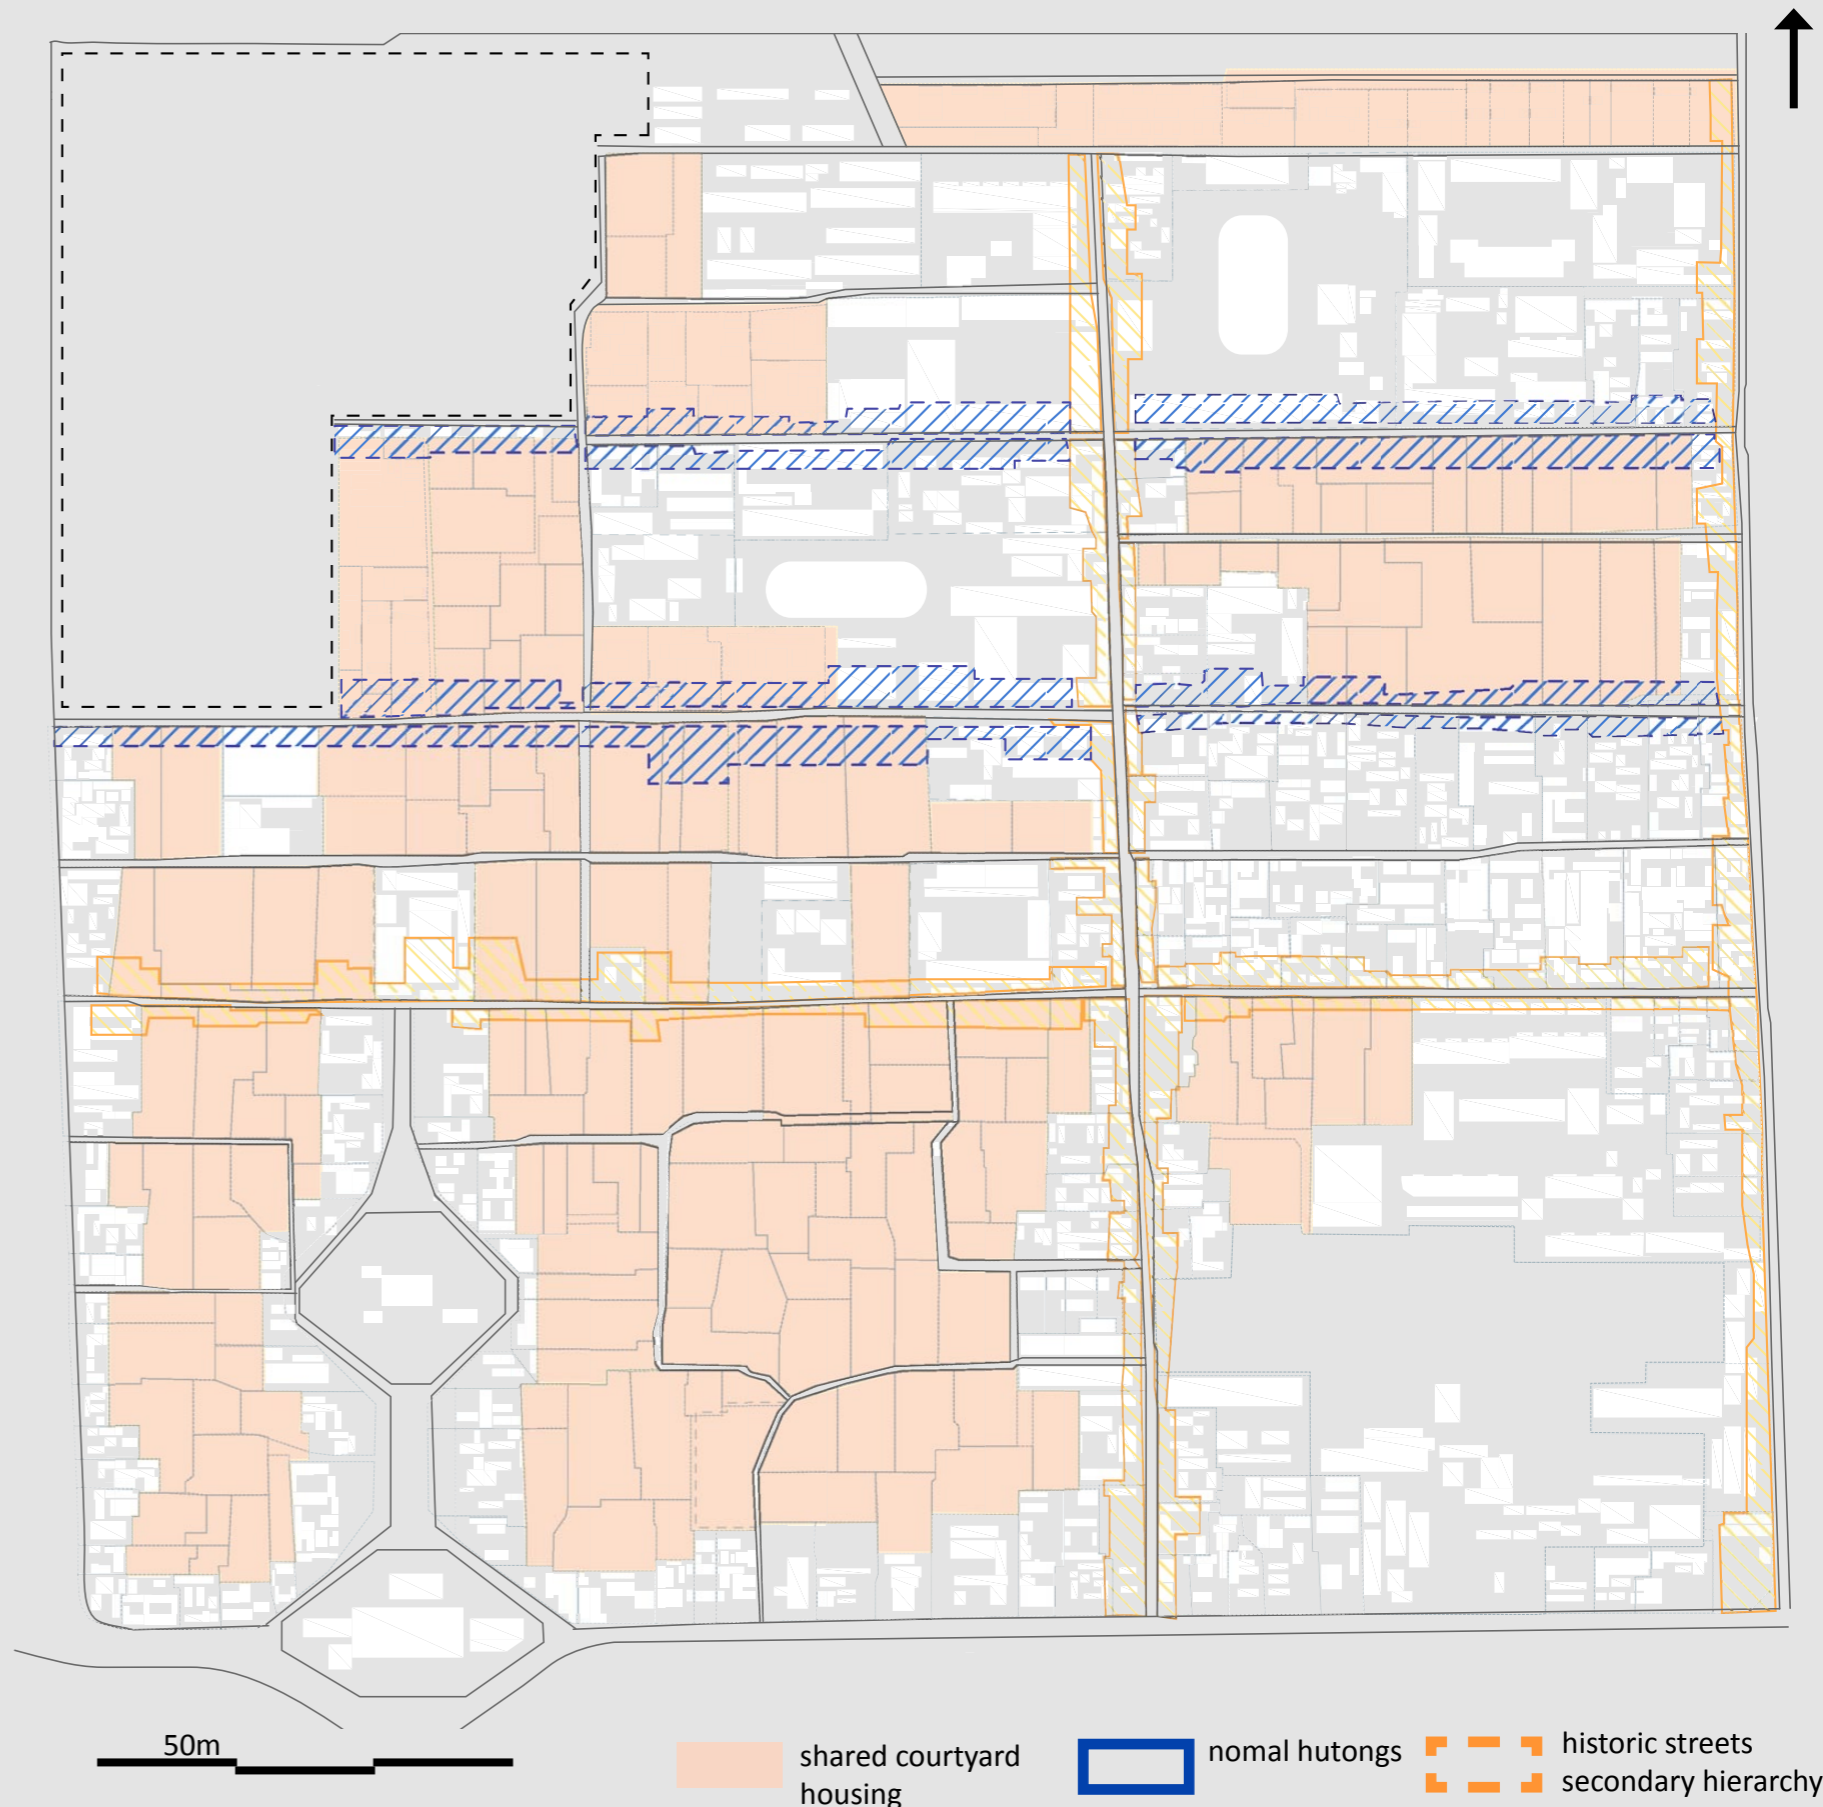 50m
shared courtyard
housing
nomal hutongs
historic streets
secondary hierarchy